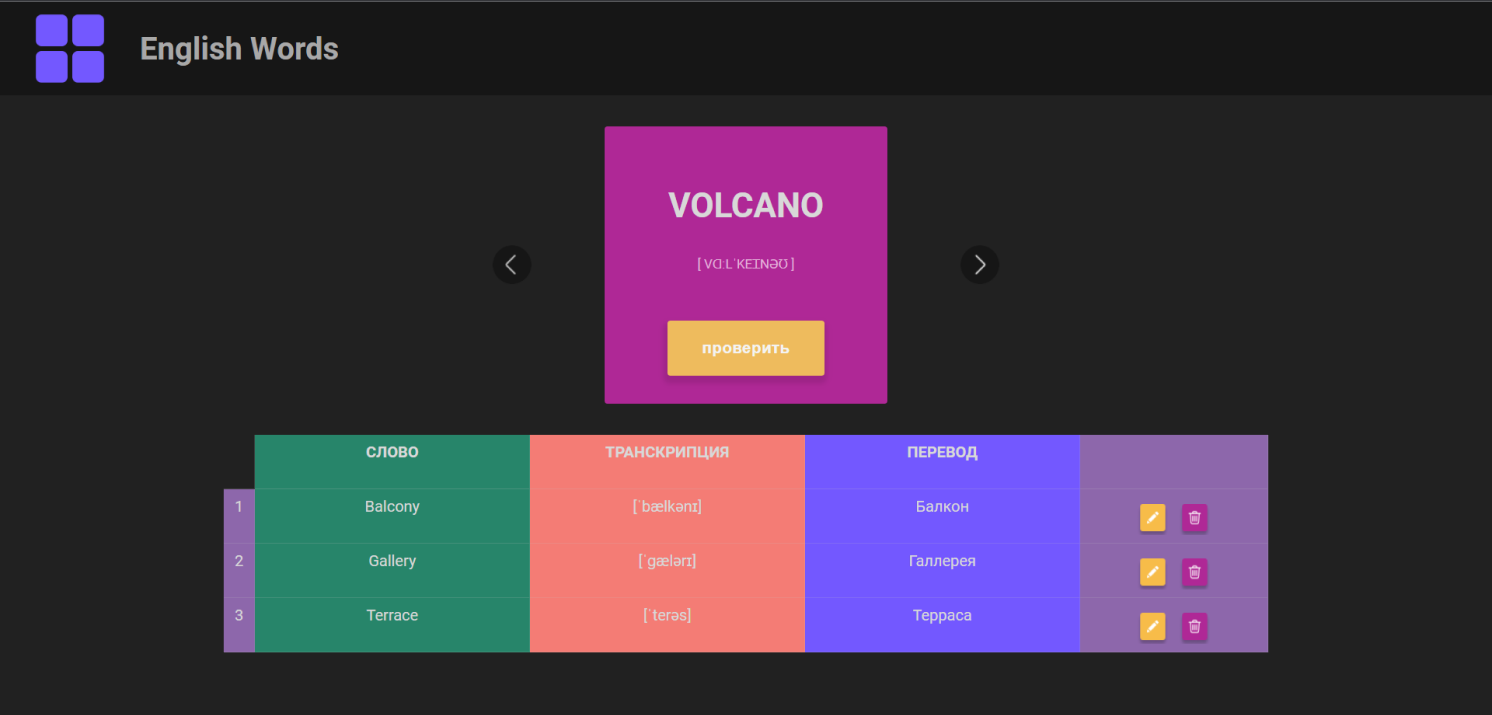 English Words
VOLCANO
[ VⱭːLˈKEꞮNƏƱ ]
проверить
СЛОВО ТРАНСКРИПЦИЯ ПЕРЕВОД
1 Balcony [ˈbælkənɪ] Балкон
2 Gallery [ˈgælərɪ] Галлерея
3 Terrace [ˈterəs] Терраса